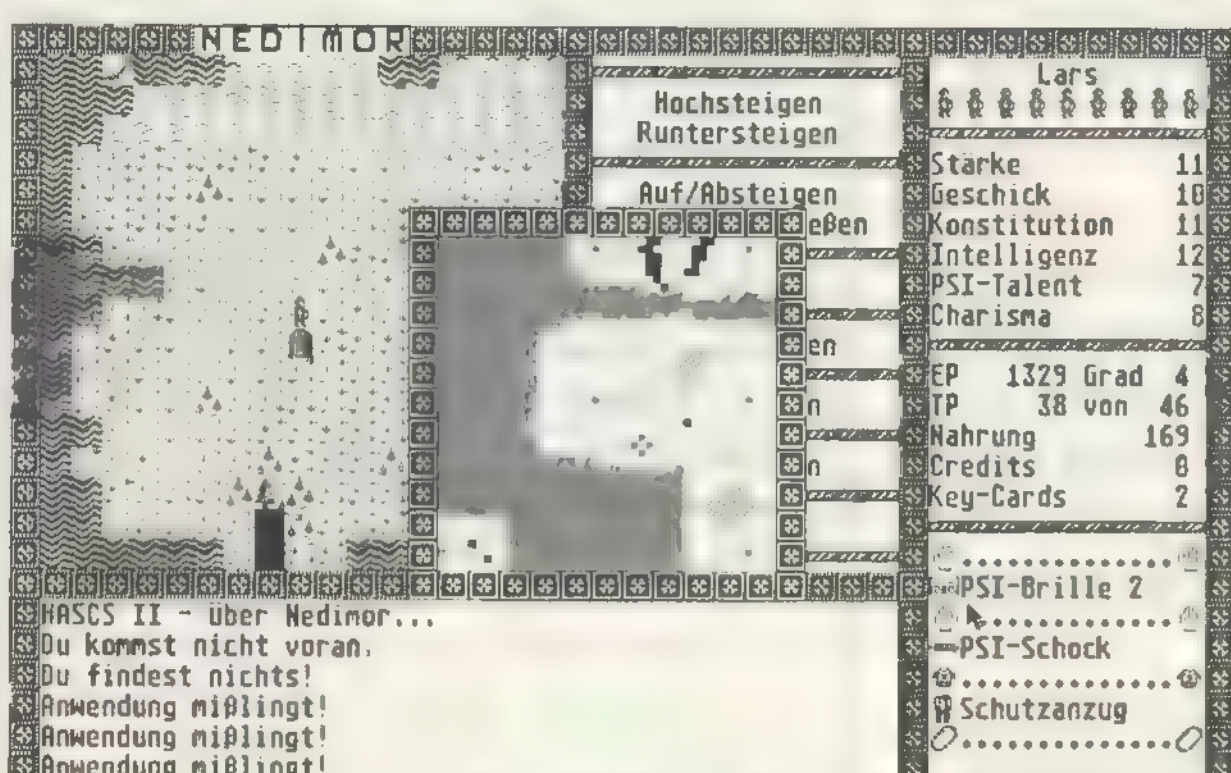 NEDIMOR
Hochsteigen
Runtersteigen
Auf/Absteigen
eßen
en
n
n
Lars
Stärke 11
Geschick 10
Konstitution 11
Intelligenz 12
PSI-Talent 7
Charisma 8
EP 1329 Grad 4
TP 38 von 46
Nahrung 169
Credits 8
Key-Cards 2
PSI-Brille 2
PSI-Schock
Schutzanzug
HASCS II - über Nedimor...
Du kommst nicht voran.
Du findest nichts!
Anwendung mißlingt!
Anwendung mißlingt!
Anwendung mißlingt!